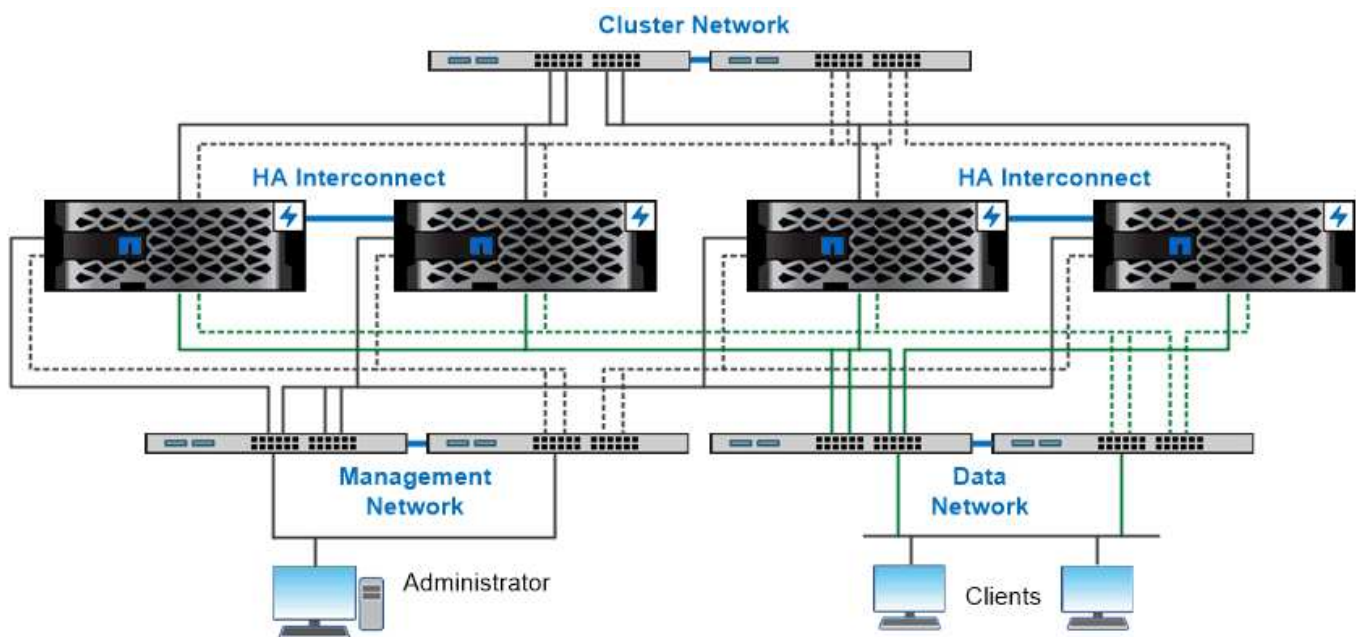 Cluster Network
HA Interconnect
HA Interconnect
Management
Network
Data
Network
Administrator
Clients